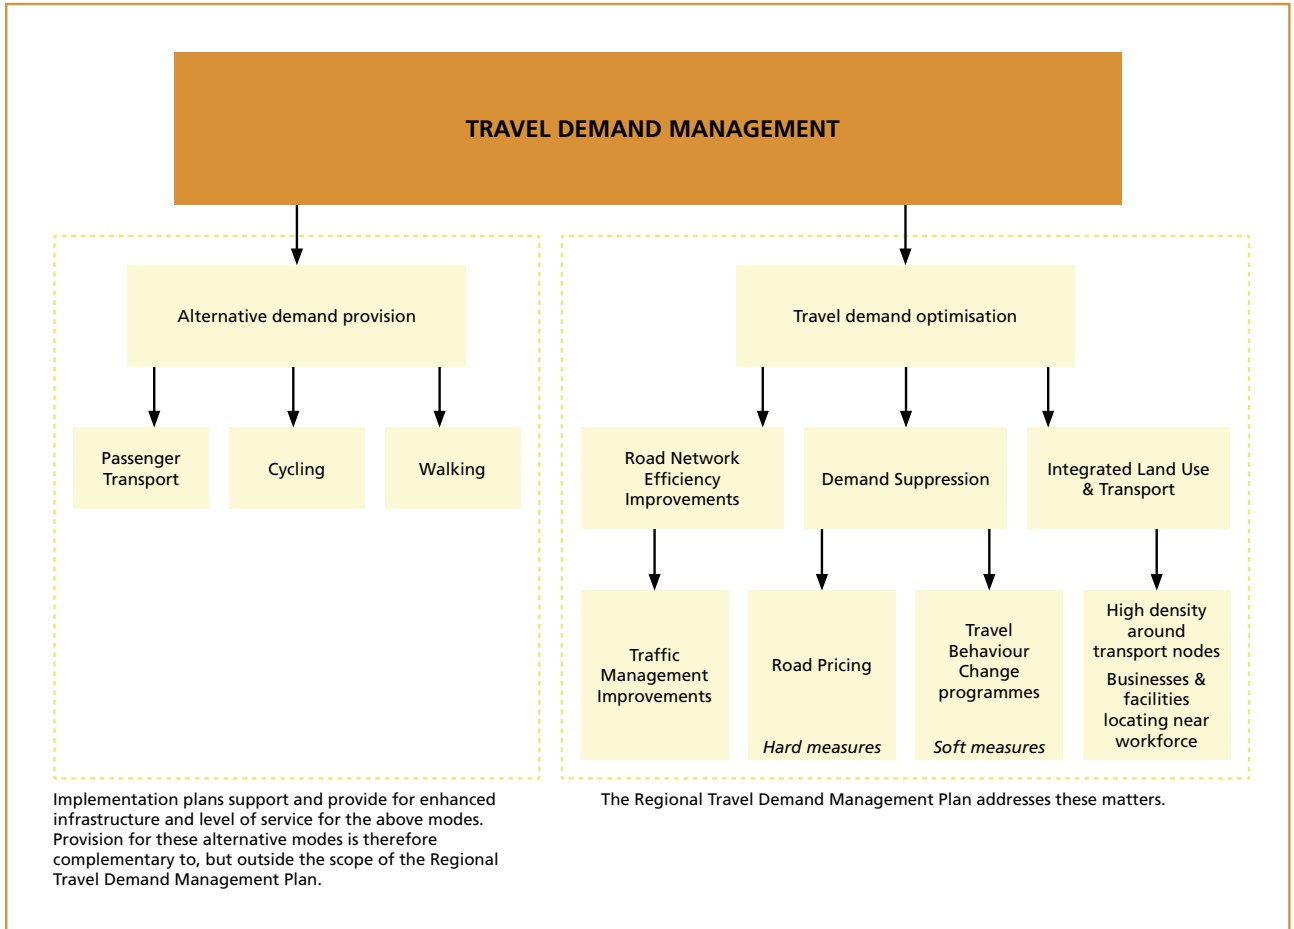 TRAVEL DEMAND MANAGEMENT
Alternative demand provision
Travel demand optimisation
Passenger
Transport
Cycling
Walking
Road Network
Efficiency
Improvements
Demand Suppression
Integrated Land Use
& Transport
Traffic
Management
Improvements
Road Pricing
Hard measures
Travel
Behaviour
Change
programmes
Soft measures
High density
around
transport nodes
Businesses &
facilities
locating near
workforce
Implementation plans support and provide for enhanced
infrastructure and level of service for the above modes.
Provision for these alternative modes is therefore
complementary to, but outside the scope of the Regional
Travel Demand Management Plan.
The Regional Travel Demand Management Plan addresses these matters.